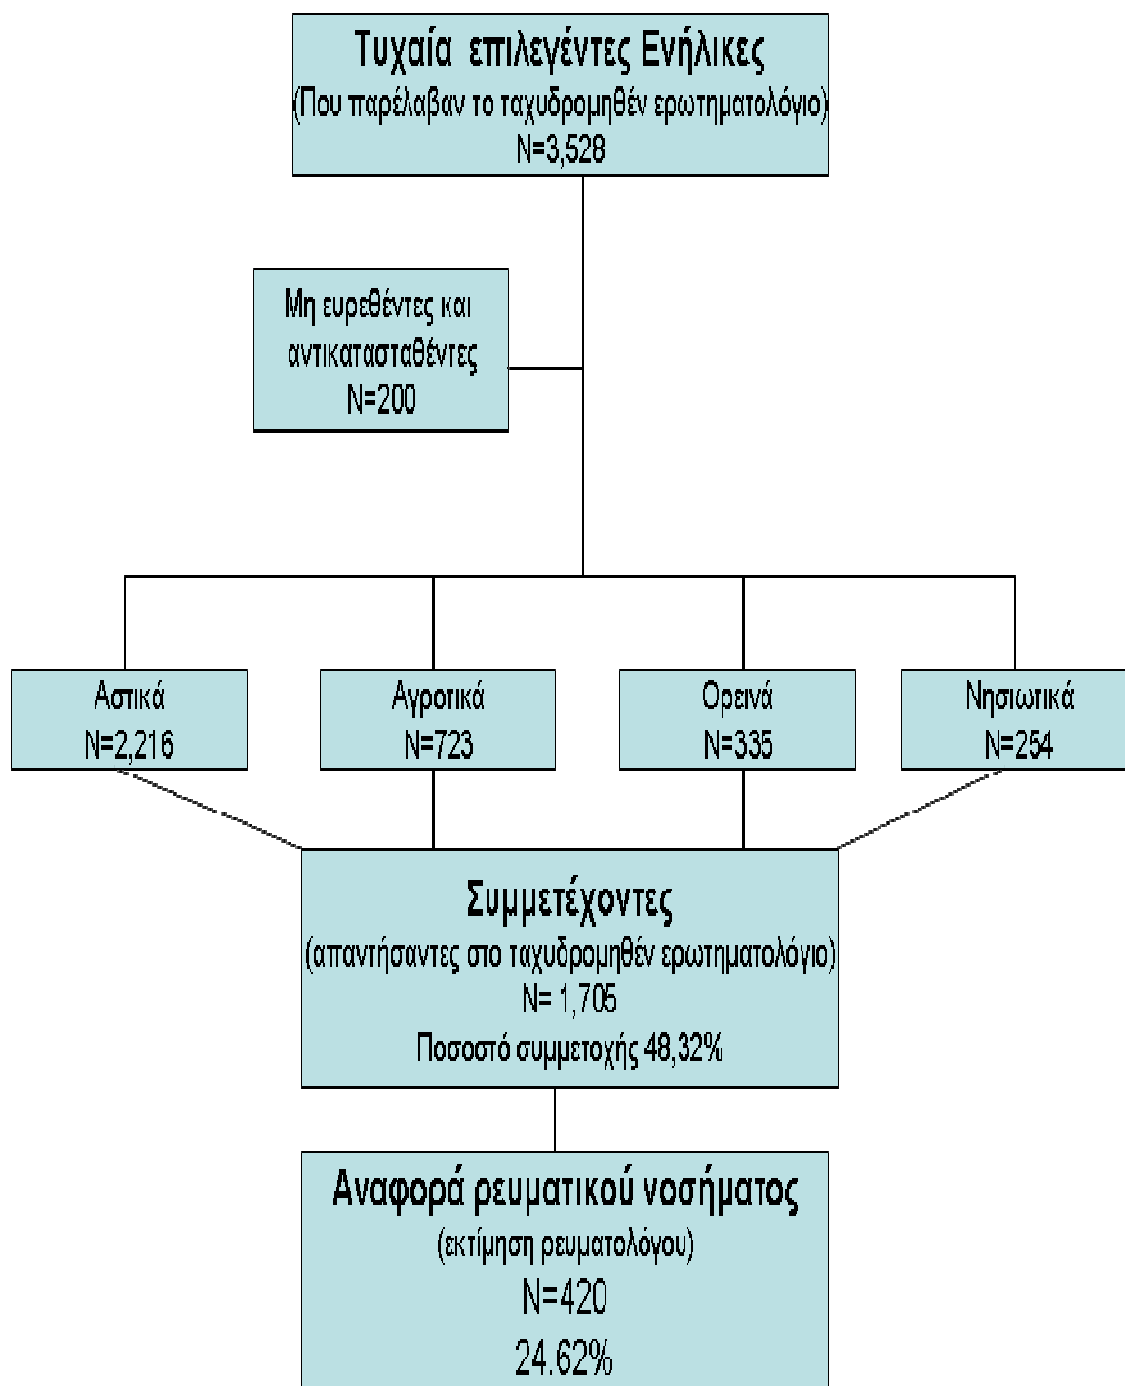 Τυχαία επιλεγέντες Ενήλικες
(Που παρέλαβαν το ταχυδρομηθέν ερωτηματολόγιο)
N=3,528
Μη ευρεθέντες και
αντικατασταθέντες
N=200
Αστικά
N=2,216
Αγροτικά
N=723
Ορεινά
N=335
Νησιωτικά
N=254
Συμμετέχοντες
(απαντήσαντες στο ταχυδρομηθέν ερωτηματολόγιο)
N= 1,705
Ποσοστό συμμετοχής 48,32%
Αναφορά ρευματικού νοσήματος
(εκτίμηση ρευματολόγου)
N=420
24.62%